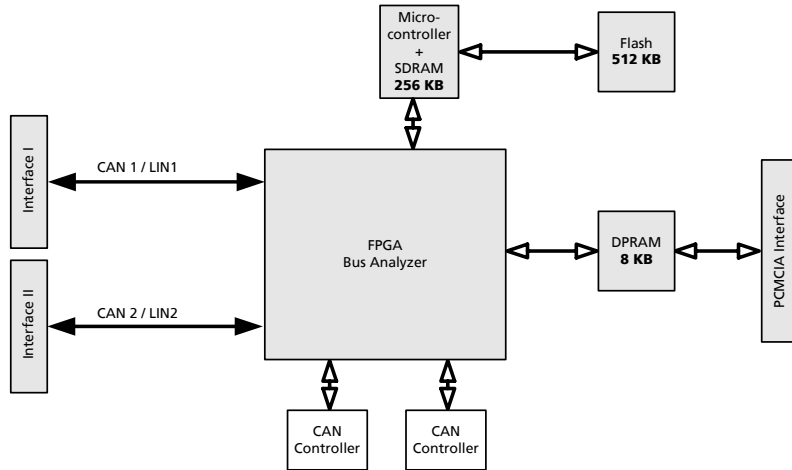 Micro-
controller
+
SDRAM
256 KB
Flash
512 KB
Interface I
CAN 1 / LIN1
FPGA
Bus Analyzer
DPRAM
8 KB
PCMCIA Interface
Interface II
CAN 2 / LIN2
CAN
Controller
CAN
Controller